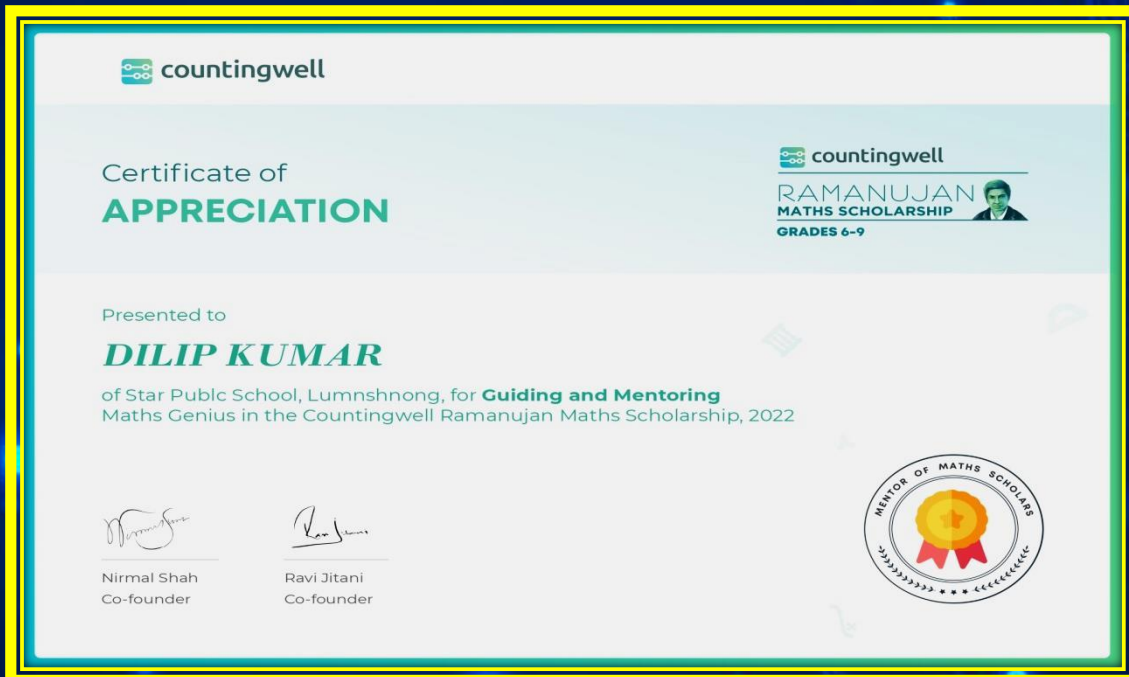 countingwell
Certificate of
APPRECIATION
countingwell
RAMANUJAN
MATHS SCHOLARSHIP
GRADES 6-9
Presented to
DILIP KUMAR
of Star Publc School, Lumnshnong, for Guiding and Mentoring
Maths Genius in the Countingwell Ramanujan Maths Scholarship, 2022
MENTOR OF MATHS SCHOLARS
Nirmal Shah
Co-founder
Ravi Jitani
Co-founder